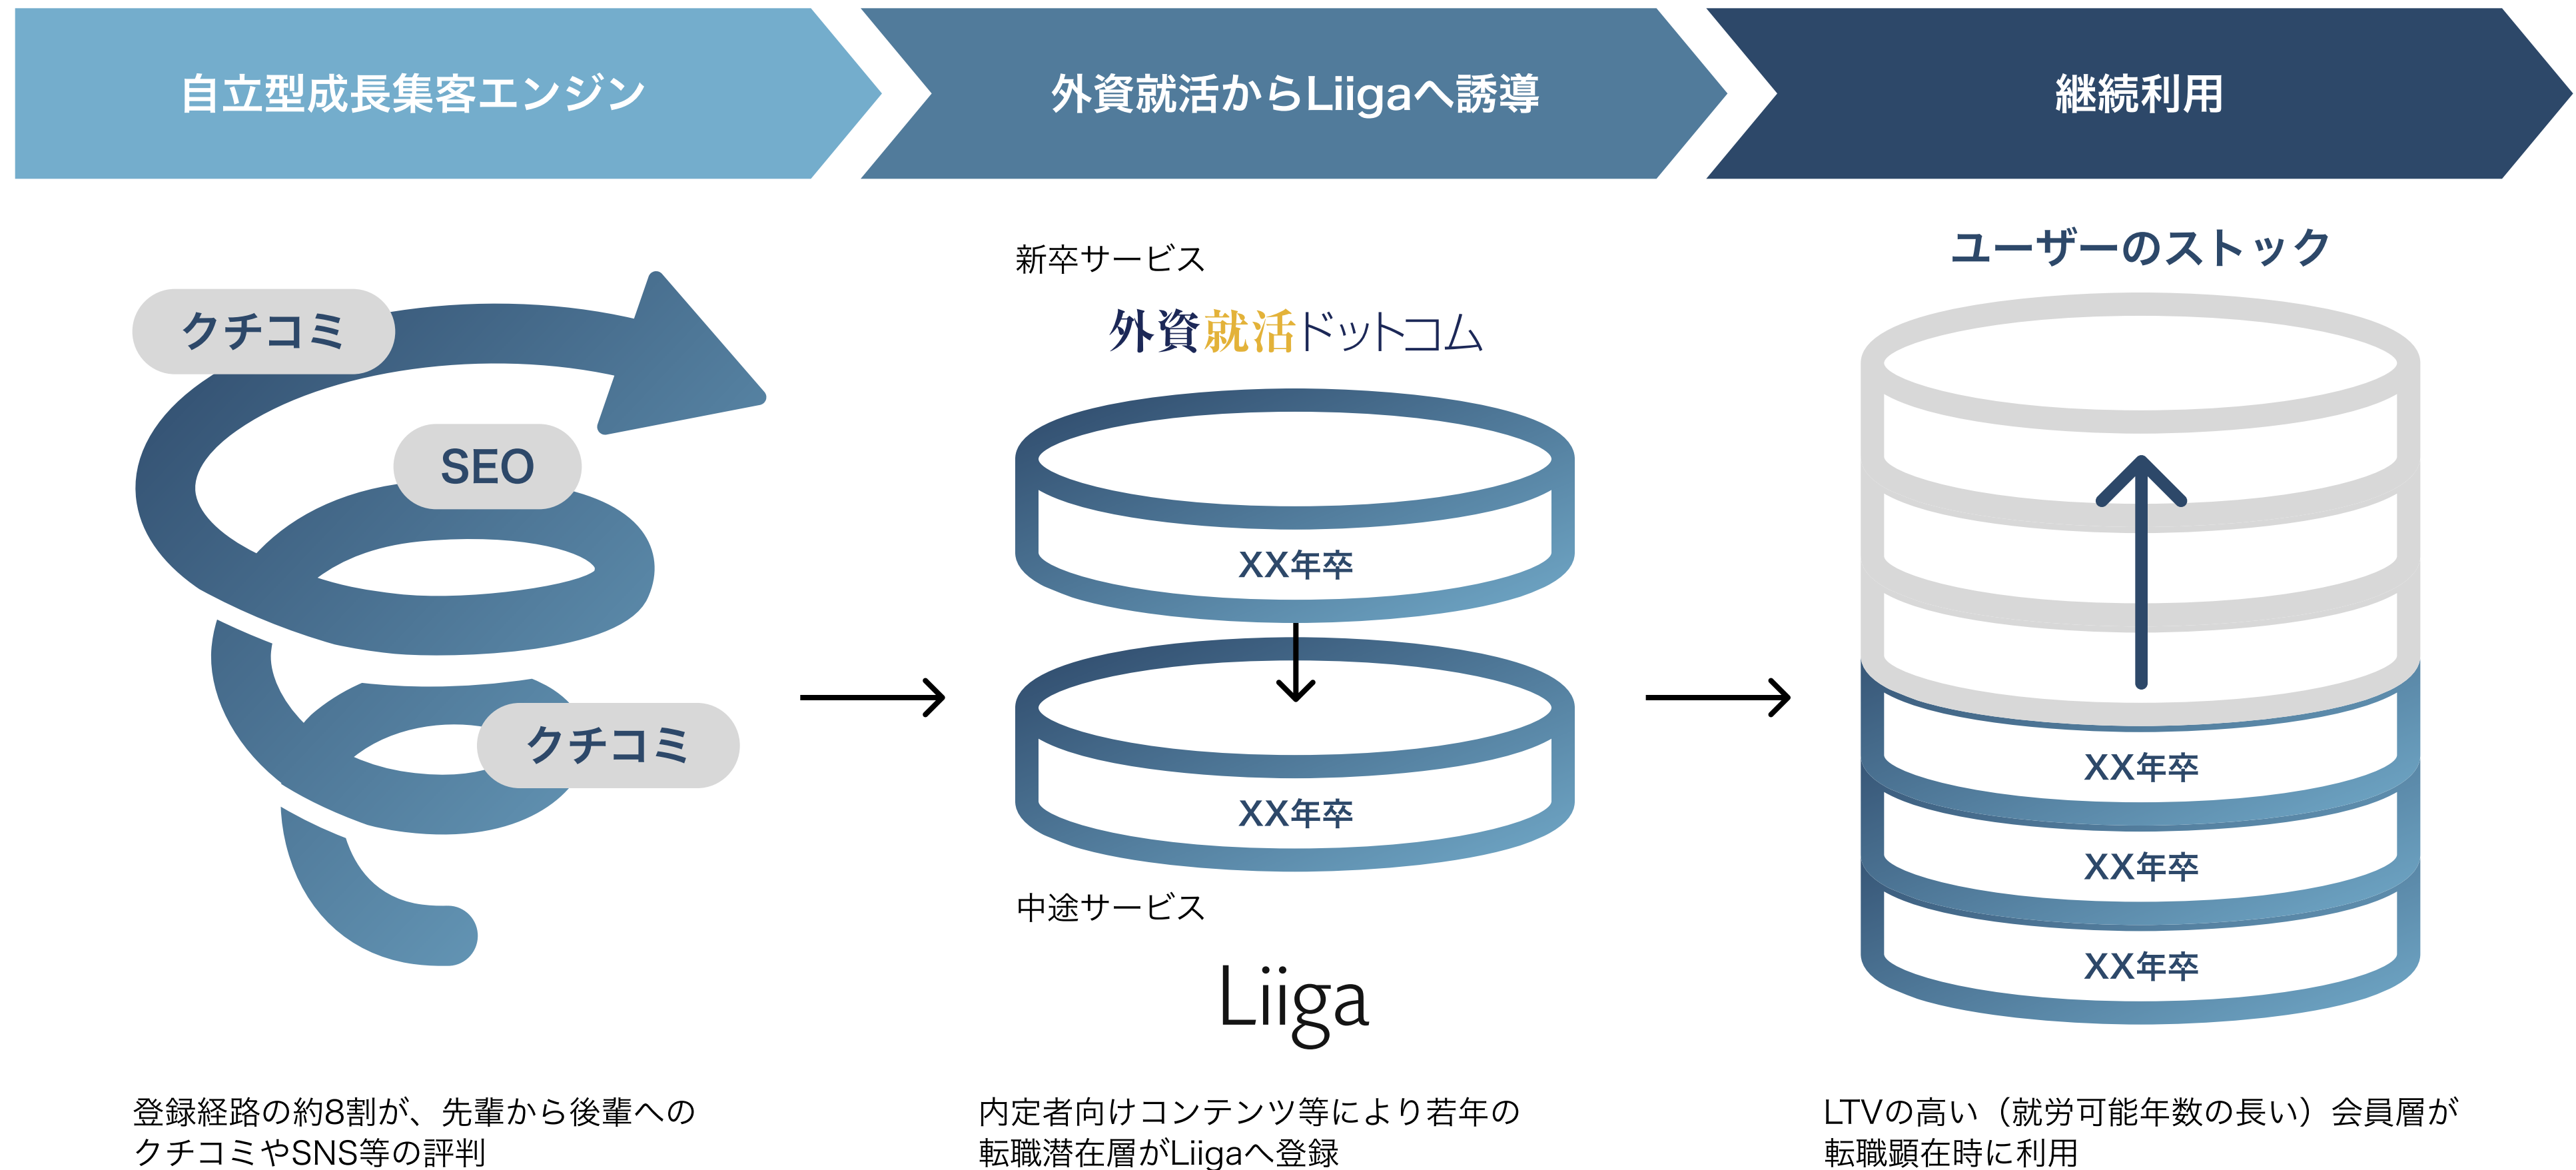 自立型成長集客エンジン
外資就活からLiigaへ誘導
継続利用
クチコミ
SEO
クチコミ
登録経路の約8割が、先輩から後輩への
クチコミやSNS等の評判
新卒サービス
外資就活ドットコム
XX年卒
XX年卒
中途サービス
Liiga
内定者向けコンテンツ等により若年の
転職潜在層がLiigaへ登録
ユーザーのストック
XX年卒
XX年卒
XX年卒
LTVの高い（就労可能年数の長い）会員層が
転職顕在時に利用